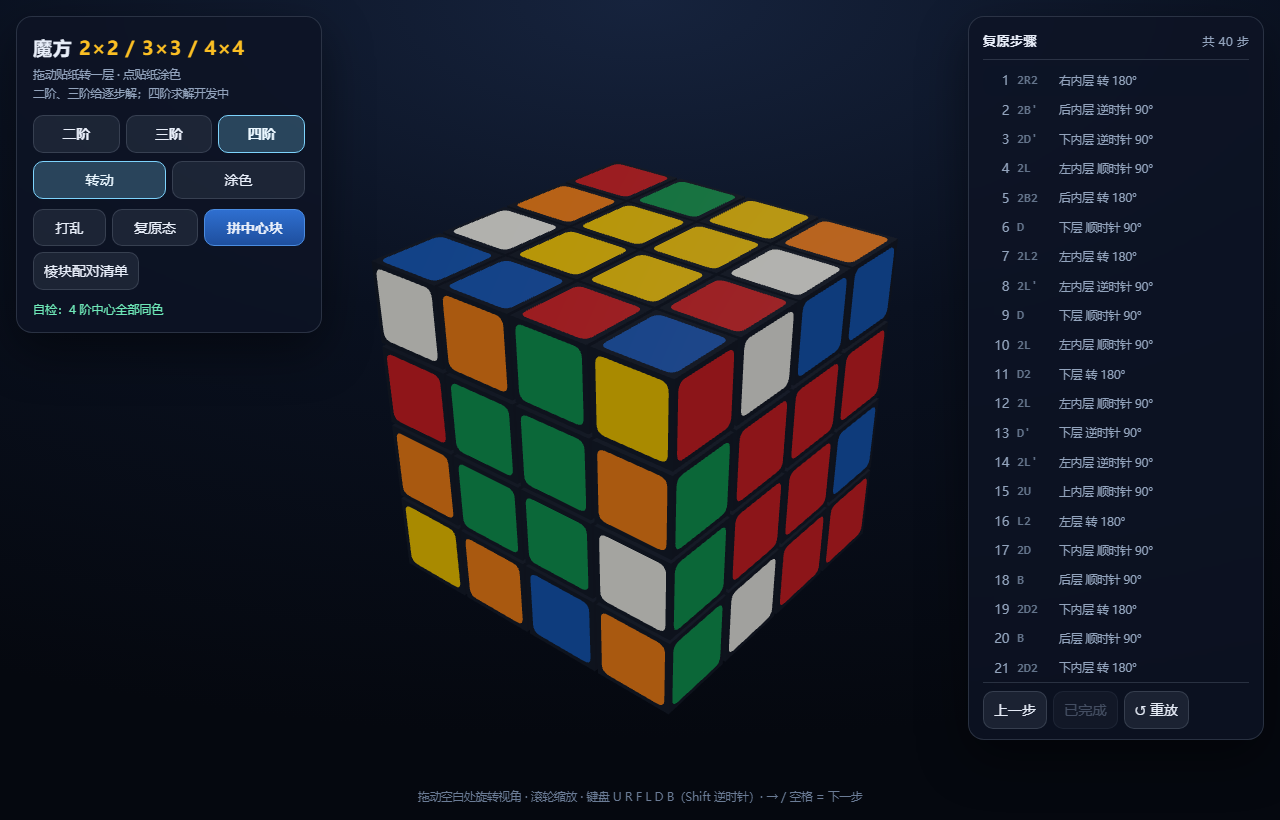 魔方 2×2 / 3×3 / 4×4
拖动贴纸转一层 · 点贴纸涂色
二阶、三阶给逐步解；四阶求解开发中
二阶 三阶 四阶
转动 涂色
打乱 复原态 拼中心块
棱块配对清单
自检：4 阶中心全部同色
复原步骤 共 40 步
1 2R2 右内层 转 180°
2 2B' 后内层 逆时针 90°
3 2D' 下内层 逆时针 90°
4 2L 左内层 顺时针 90°
5 2B2 后内层 转 180°
6 D 下层 顺时针 90°
7 2L2 左内层 转 180°
8 2L' 左内层 逆时针 90°
9 D 下层 顺时针 90°
10 2L 左内层 顺时针 90°
11 D2 下层 转 180°
12 2L 左内层 顺时针 90°
13 D' 下层 逆时针 90°
14 2L' 左内层 逆时针 90°
15 2U 上内层 顺时针 90°
16 L2 左层 转 180°
17 2D 下内层 顺时针 90°
18 B 后层 顺时针 90°
19 2D2 下内层 转 180°
20 B 后层 顺时针 90°
21 2D2 下内层 转 180°
上一步 已完成 ↺ 重放
拖动空白处旋转视角 · 滚轮缩放 · 键盘 U R F L D B（Shift 逆时针）· → / 空格 = 下一步